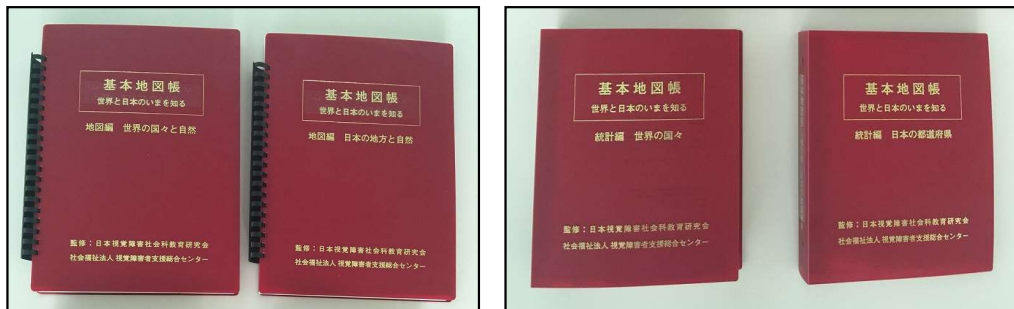 基本地図帳
世界と日本のいまを知る
地図編 世界の国々と自然
監修：日本視覚障害社会科教育研究会
社会福祉法人 視覚障害者支援総合センター
基本地図帳
世界と日本のいまを知る
地図編 日本の地方と自然
監修：日本視覚障害社会科教育研究会
社会福祉法人 視覚障害者支援総合センター
基本地図帳
世界と日本のいまを知る
統計編 世界の国々
監修：日本視覚障害社会科教育研究会
社会福祉法人 視覚障害者支援総合センター
基本地図帳
世界と日本のいまを知る
統計編 日本の都道府県
監修：日本視覚障害社会科教育研究会
社会福祉法人 視覚障害者支援総合センター